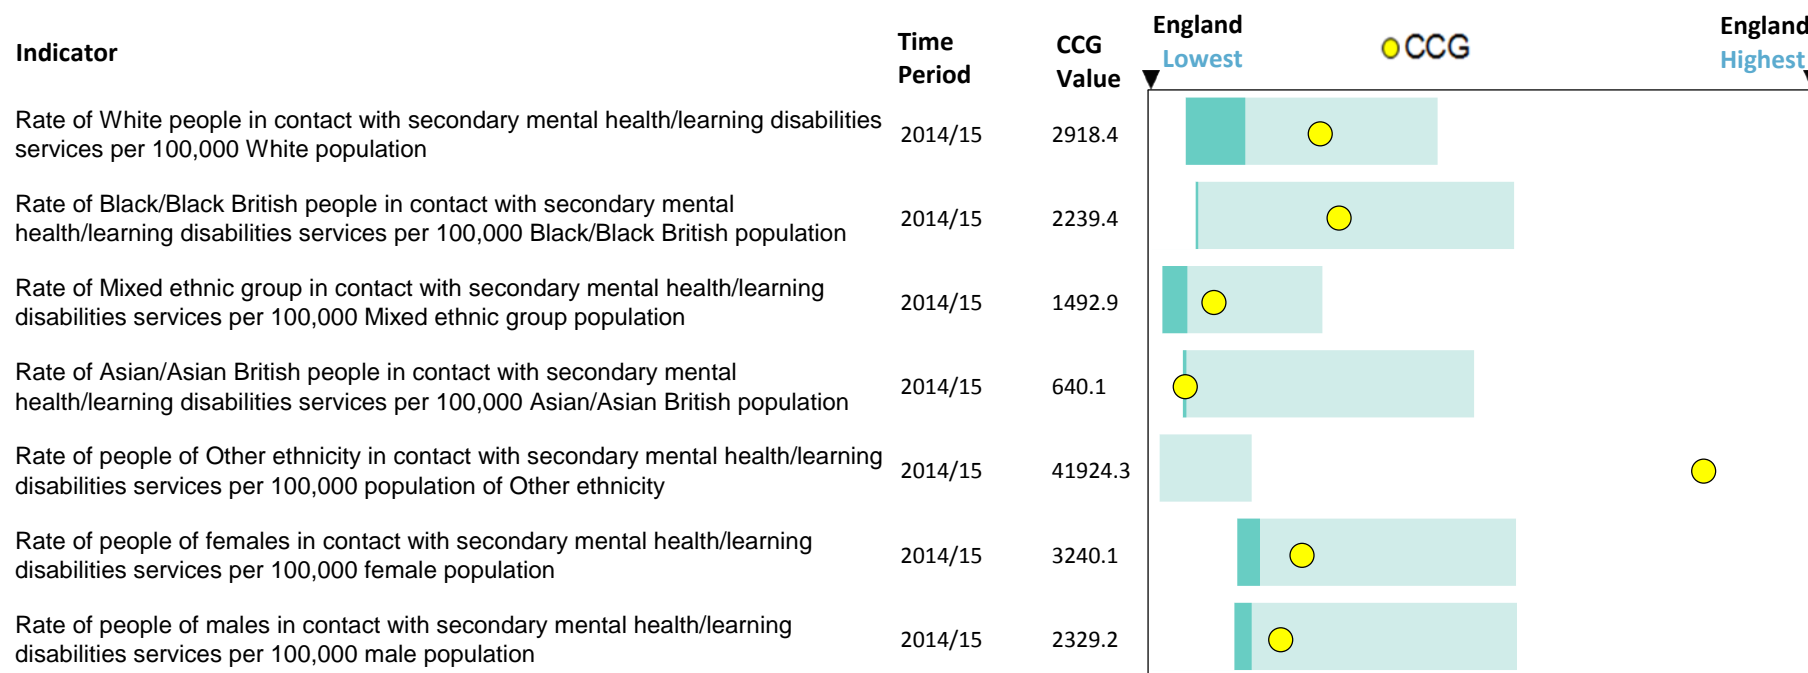 Indicator
Time Period
CCG Value
England Lowest
CCG
England Highest
Rate of White people in contact with secondary mental health/learning disabilities
services per 100,000 White population
2014/15
2918.4
Rate of Black/Black British people in contact with secondary mental
health/learning disabilities services per 100,000 Black/Black British population
2014/15
2239.4
Rate of Mixed ethnic group in contact with secondary mental health/learning
disabilities services per 100,000 Mixed ethnic group population
2014/15
1492.9
Rate of Asian/Asian British people in contact with secondary mental
health/learning disabilities services per 100,000 Asian/Asian British population
2014/15
640.1
Rate of people of Other ethnicity in contact with secondary mental health/learning
disabilities services per 100,000 population of Other ethnicity
2014/15
41924.3
Rate of people of females in contact with secondary mental health/learning
disabilities services per 100,000 female population
2014/15
3240.1
Rate of people of males in contact with secondary mental health/learning
disabilities services per 100,000 male population
2014/15
2329.2